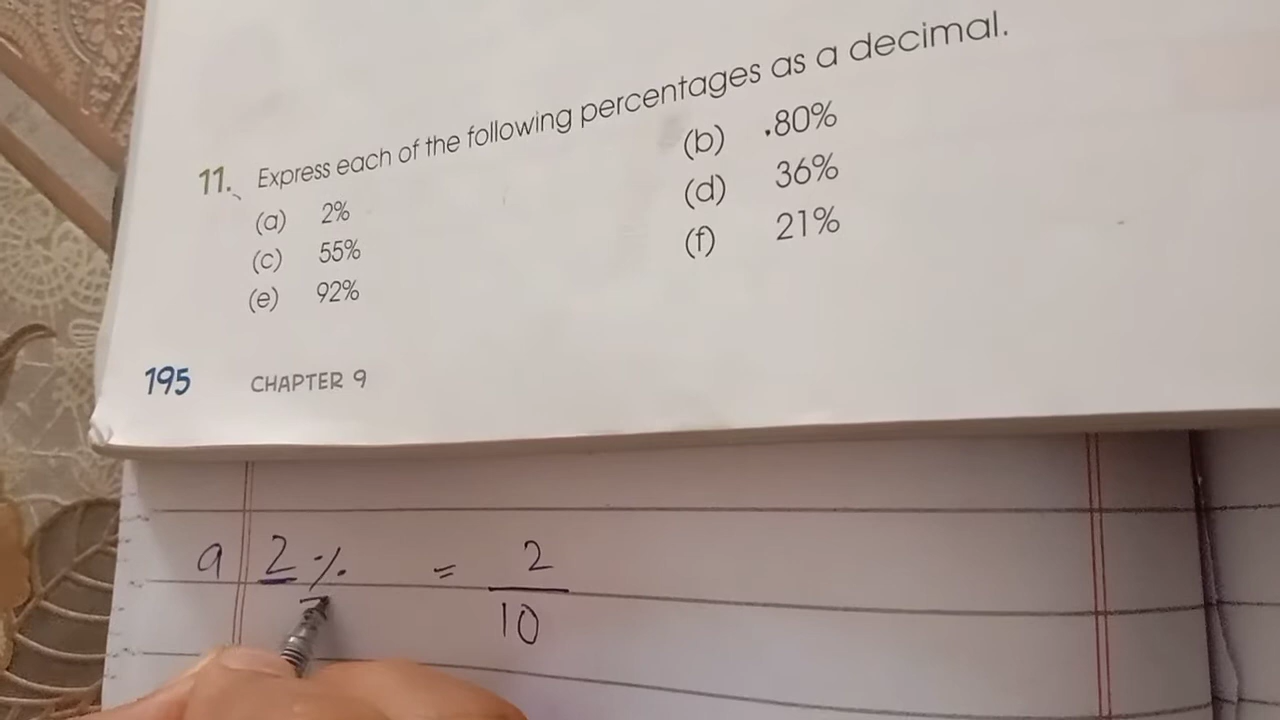 11. Express each of the following percentages as a decimal.
(a) 2% (b) .80%
(c) 55% (d) 36%
(e) 92% (f) 21%
195 CHAPTER 9
a 2% = 2
10